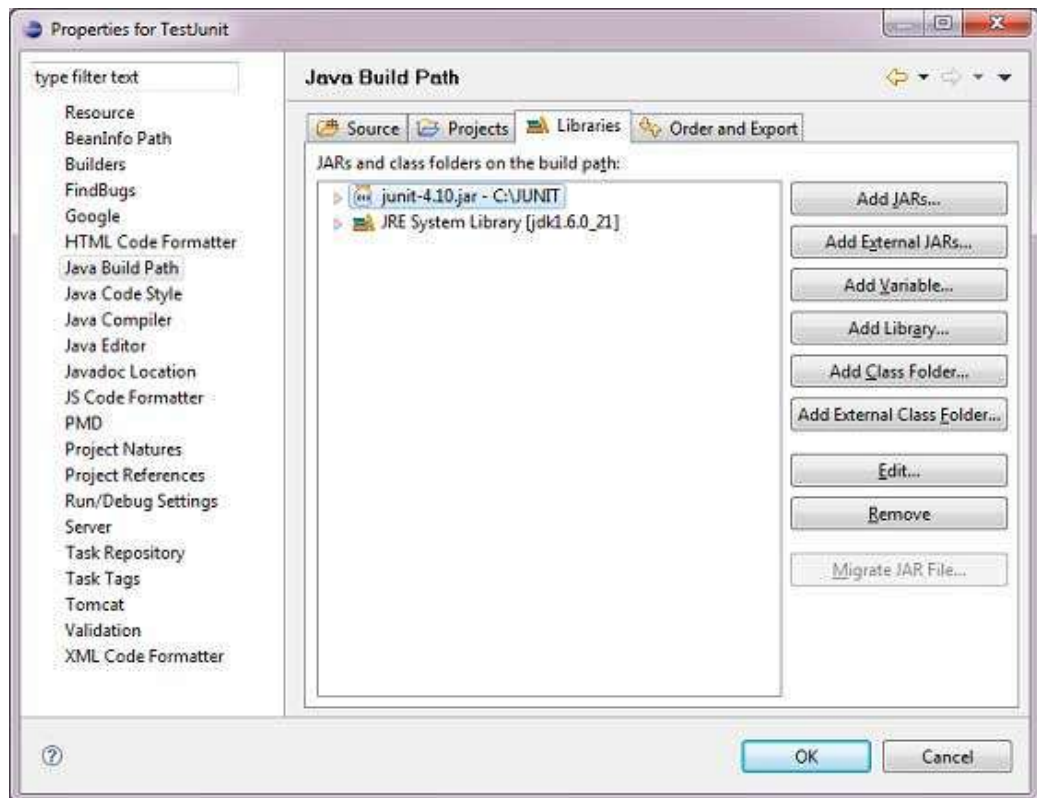 Properties for TestJunit
type filter text
Resource
BeanInfo Path
Builders
FindBugs
Google
HTML Code Formatter
Java Build Path
Java Code Style
Java Compiler
Java Editor
Javadoc Location
JS Code Formatter
PMD
Project Natures
Project References
Run/Debug Settings
Server
Task Repository
Task Tags
Tomcat
Validation
XML Code Formatter
Java Build Path
Source Projects Libraries Order and Export
JARs and class folders on the build path:
junit-4.10.jar - C:\JUNIT
JRE System Library [jdk1.6.0_21]
Add JARs...
Add External JARs...
Add Variable...
Add Library...
Add Class Folder...
Add External Class Folder...
Edit...
Remove
Migrate JAR File...
OK Cancel